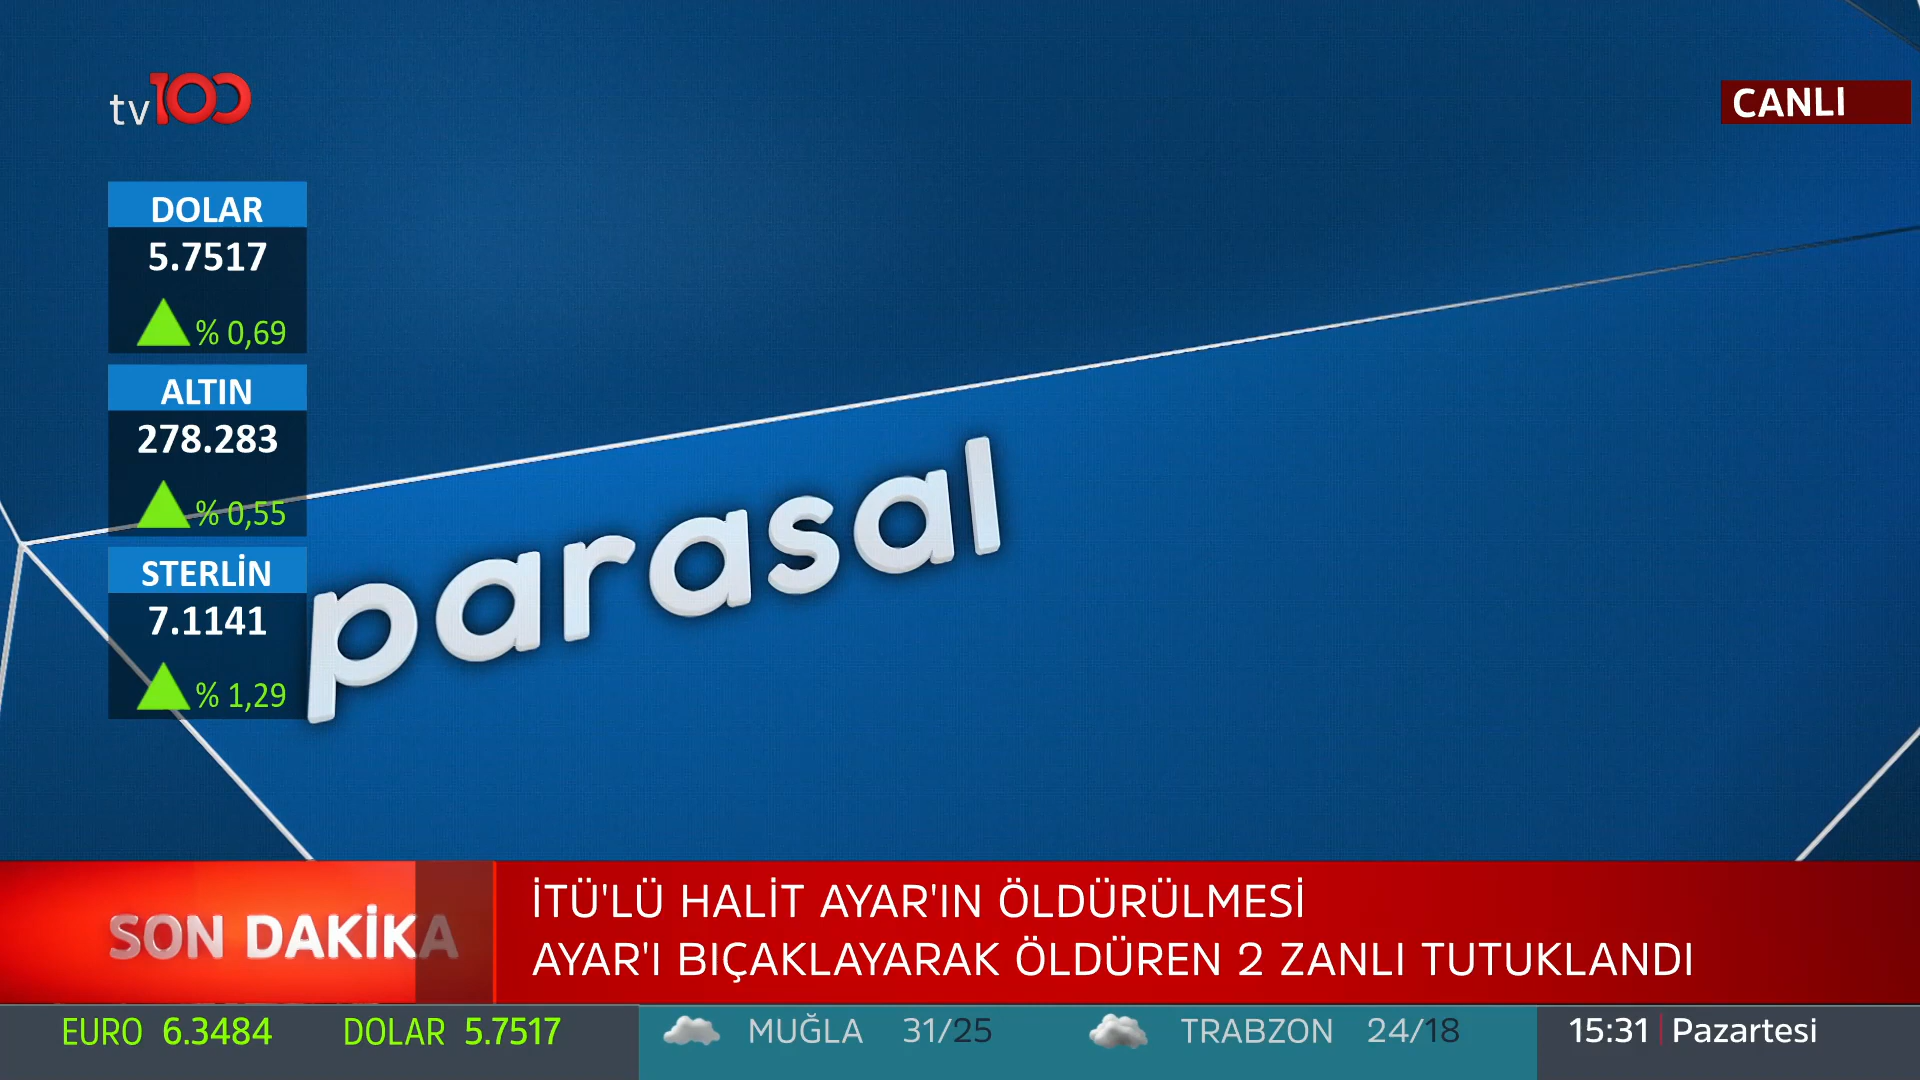 tv100
CANLI
DOLAR
5.7517
% 0,69
ALTIN
278.283
% 0,55
STERLİN
7.1141
% 1,29
parasal
SON DAKİKA
İTÜ'LÜ HALİT AYAR'IN ÖLDÜRÜLMESİ
AYAR'I BIÇAKLAYARAK ÖLDÜREN 2 ZANLI TUTUKLANDI
EURO 6.3484 DOLAR 5.7517 MUĞLA 31/25 TRABZON 24/18 15:31 Pazartesi